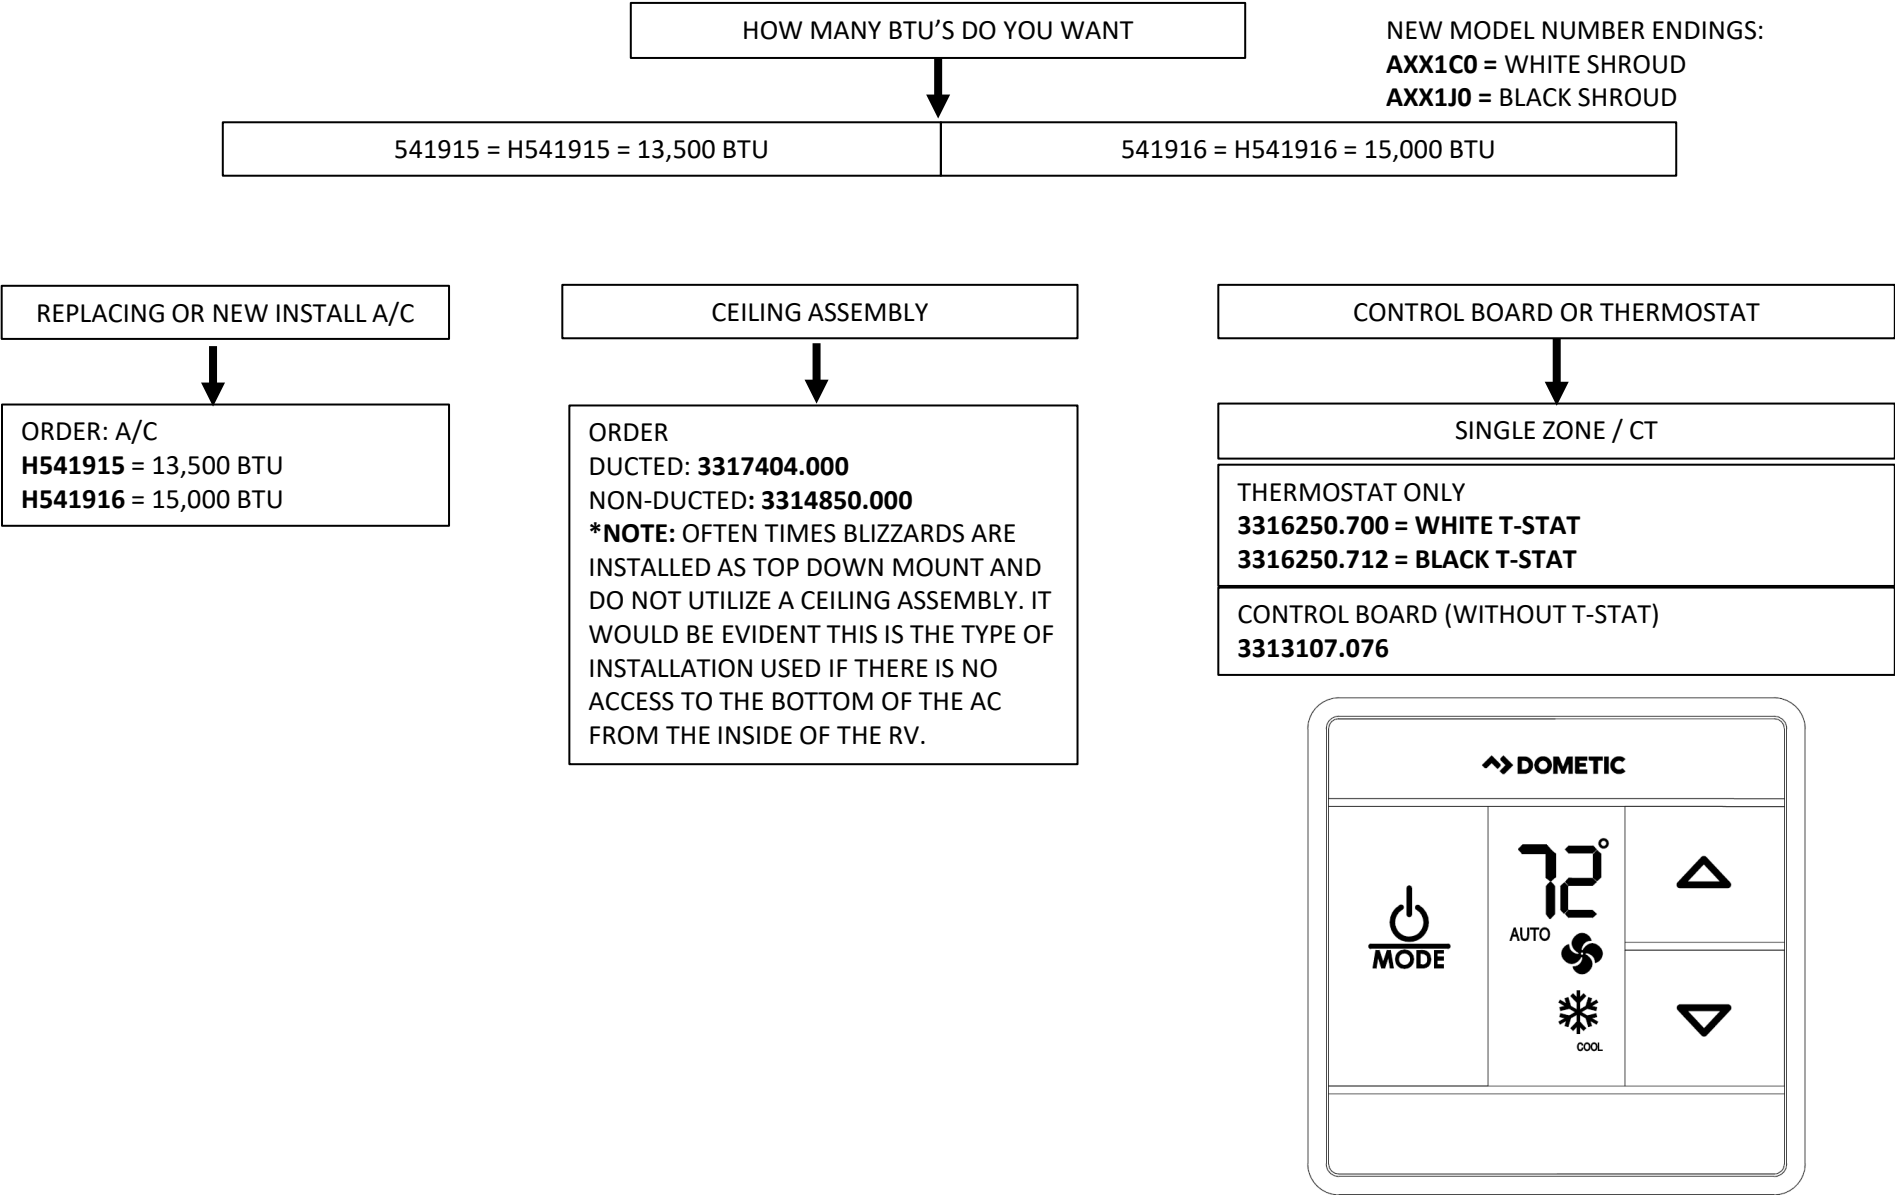 HOW MANY BTU'S DO YOU WANT
NEW MODEL NUMBER ENDINGS:
AXX1C0 = WHITE SHROUD
AXX1J0 = BLACK SHROUD
541915 = H541915 = 13,500 BTU
541916 = H541916 = 15,000 BTU
REPLACING OR NEW INSTALL A/C
ORDER: A/C
H541915 = 13,500 BTU
H541916 = 15,000 BTU
CEILING ASSEMBLY
ORDER
DUCTED: 3317404.000
NON-DUCTED: 3314850.000
*NOTE: OFTEN TIMES BLIZZARDS ARE
INSTALLED AS TOP DOWN MOUNT AND
DO NOT UTILIZE A CEILING ASSEMBLY. IT
WOULD BE EVIDENT THIS IS THE TYPE OF
INSTALLATION USED IF THERE IS NO
ACCESS TO THE BOTTOM OF THE AC
FROM THE INSIDE OF THE RV.
CONTROL BOARD OR THERMOSTAT
SINGLE ZONE / CT
THERMOSTAT ONLY
3316250.700 = WHITE T-STAT
3316250.712 = BLACK T-STAT
CONTROL BOARD (WITHOUT T-STAT)
3313107.076
DOMETIC
72°
AUTO
MODE
COOL